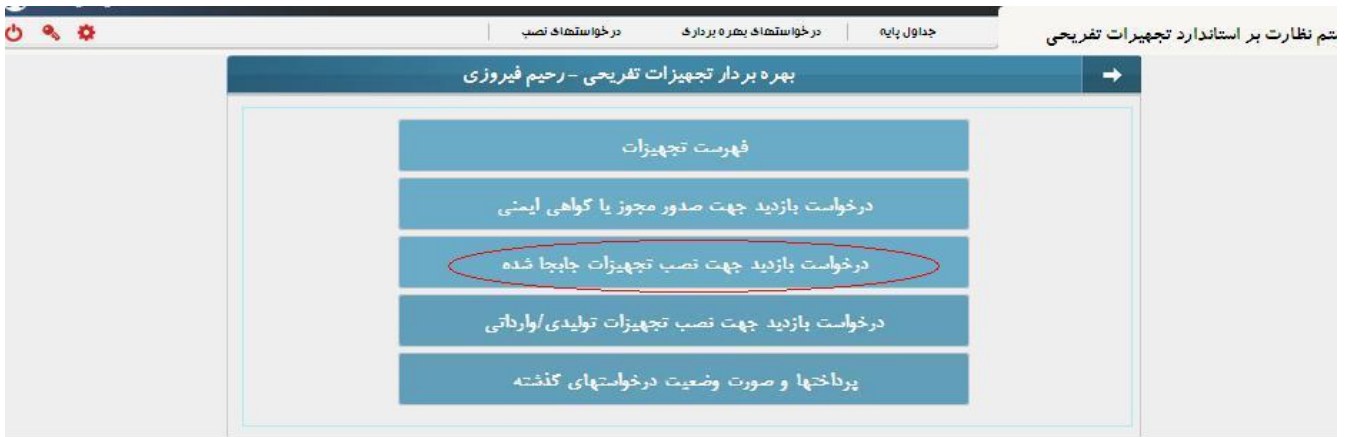 تم نظارت بر استاندارد تجهیزات تفریحی
جداول پایه
درخواستهای بهره برداری
درخواستهای نصب
بهره بردار تجهیزات تفریحی - رحیم فیروزی
فهرست تجهیزات
درخواست بازدید جهت صدور مجوز یا گواهی ایمنی
درخواست بازدید جهت نصب تجهیزات جابجا شده
درخواست بازدید جهت نصب تجهیزات تولیدی/وارداتی
پرداختها و صورت وضعیت درخواستهای گذشته